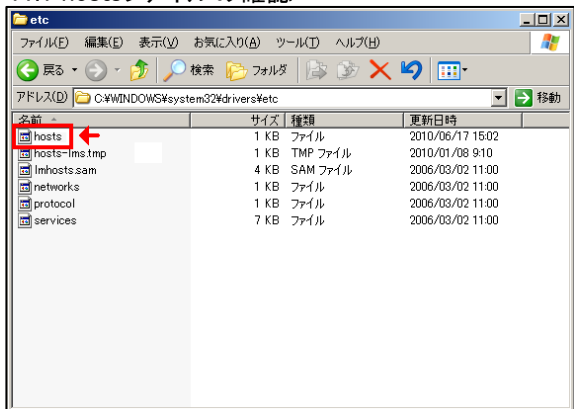 etc
ファイル(F) 編集(E) 表示(V) お気に入り(A) ツール(T) ヘルプ(H)
戻る 検索 フォルダ
アドレス(D) C:¥WINDOWS¥system32¥drivers¥etc 移動
名前 サイズ 種類 更新日時
hosts 1 KB ファイル 2010/06/17 15:02
hosts-lms.tmp 1 KB TMP ファイル 2010/01/08 9:10
lmhosts.sam 4 KB SAM ファイル 2006/03/02 11:00
networks 1 KB ファイル 2006/03/02 11:00
protocol 1 KB ファイル 2006/03/02 11:00
services 7 KB ファイル 2006/03/02 11:00